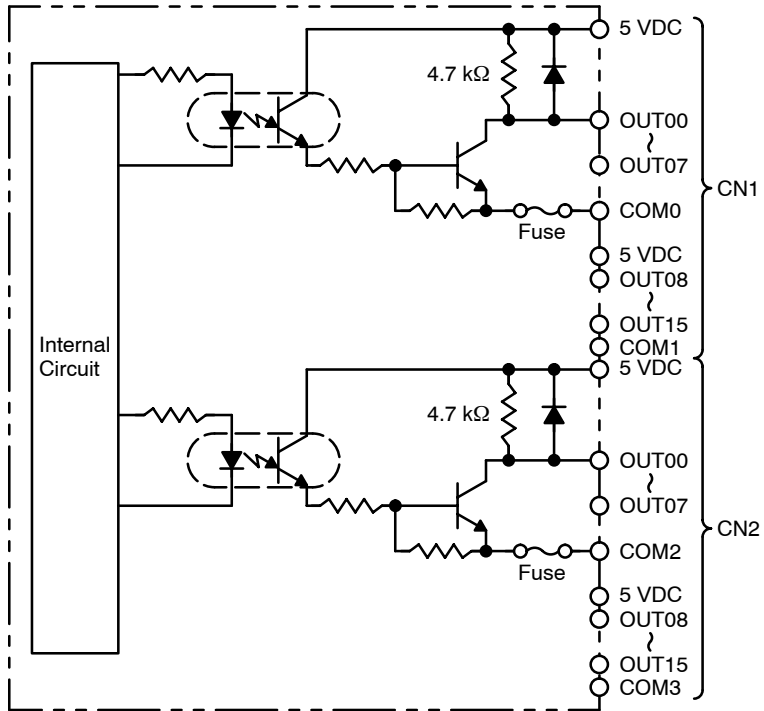 5 VDC
4.7 kΩ
OUT00
~
OUT07
COM0
Fuse
CN1
5 VDC
OUT08
~
OUT15
COM1
Internal
Circuit
5 VDC
4.7 kΩ
OUT00
~
OUT07
COM2
Fuse
CN2
5 VDC
OUT08
~
OUT15
COM3